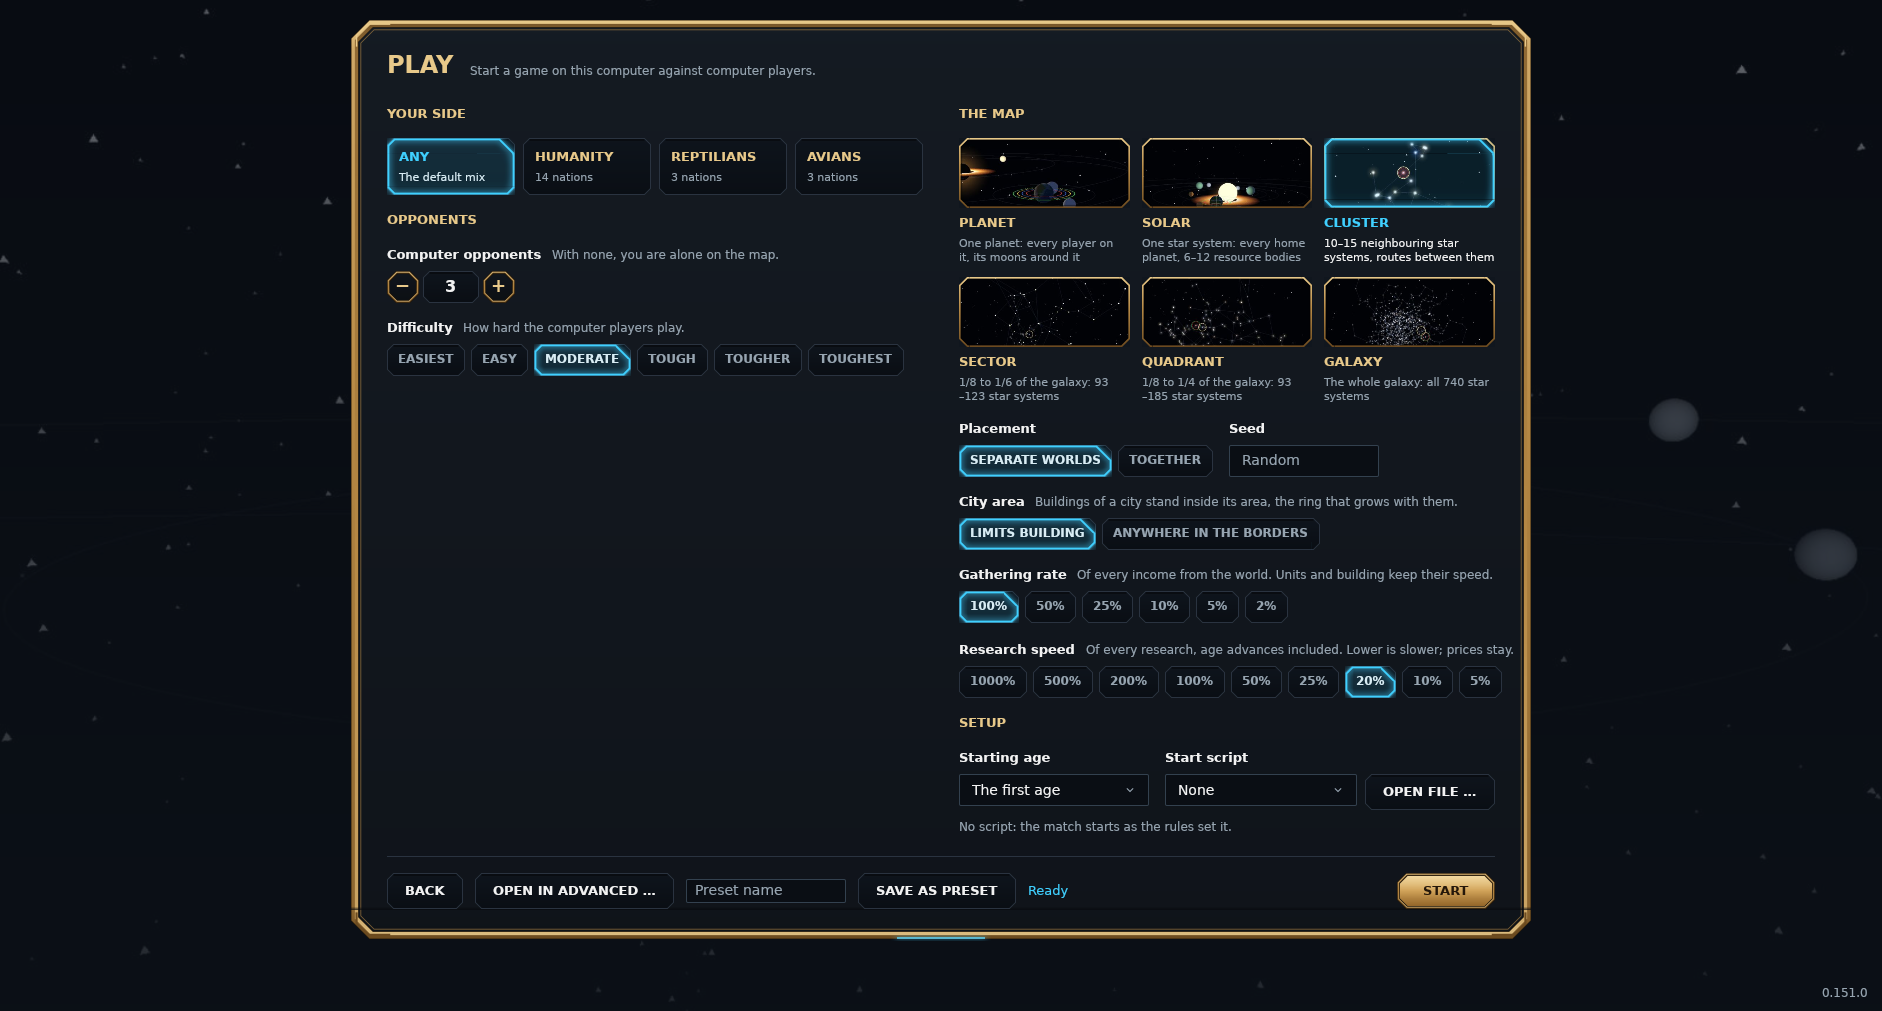 PLAY Start a game on this computer against computer players.
YOUR SIDE
ANY
The default mix
HUMANITY
14 nations
REPTILIANS
3 nations
AVIANS
3 nations
OPPONENTS
Computer opponents With none, you are alone on the map.
− 3 +
Difficulty How hard the computer players play.
EASIEST EASY MODERATE TOUGH TOUGHER TOUGHEST
THE MAP
PLANET
One planet: every player on
it, its moons around it
SOLAR
One star system: every home
planet, 6–12 resource bodies
CLUSTER
10–15 neighbouring star
systems, routes between them
SECTOR
1/8 to 1/6 of the galaxy: 93
–123 star systems
QUADRANT
1/8 to 1/4 of the galaxy: 93
–185 star systems
GALAXY
The whole galaxy: all 740 star
systems
Placement
SEPARATE WORLDS TOGETHER
Seed
Random
City area Buildings of a city stand inside its area, the ring that grows with them.
LIMITS BUILDING ANYWHERE IN THE BORDERS
Gathering rate Of every income from the world. Units and building keep their speed.
100% 50% 25% 10% 5% 2%
Research speed Of every research, age advances included. Lower is slower; prices stay.
1000% 500% 200% 100% 50% 25% 20% 10% 5%
SETUP
Starting age
The first age
Start script
None
OPEN FILE ...
No script: the match starts as the rules set it.
BACK OPEN IN ADVANCED ... Preset name SAVE AS PRESET Ready START
0.151.0